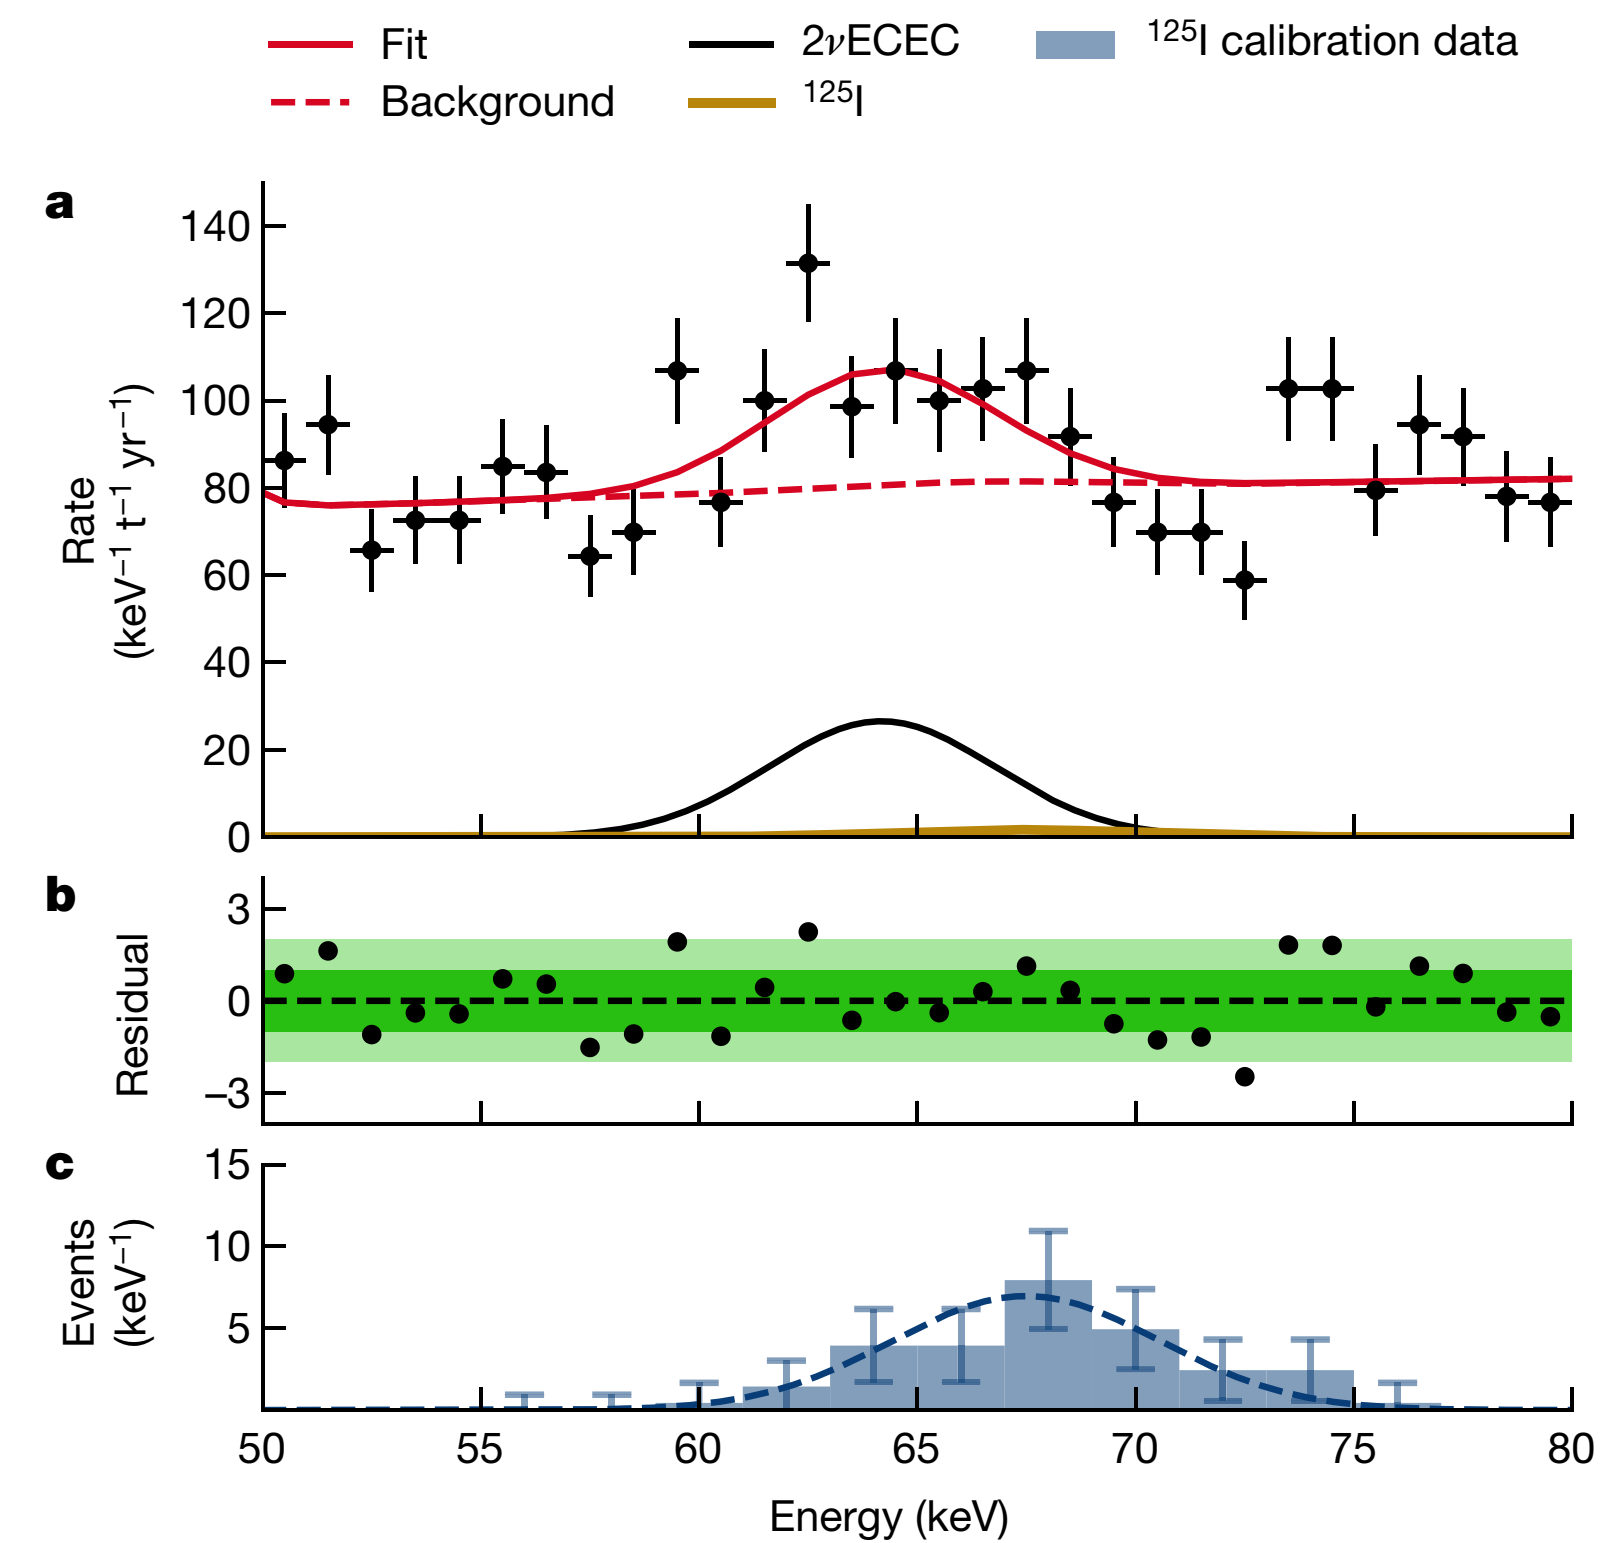 Fit
2νECEC
¹²⁵I calibration data
Background
¹²⁵I
a
Rate
(keV⁻¹ t⁻¹ yr⁻¹)
140
120
100
80
60
40
20
0
b
Residual
3
0
−3
c
Events
(keV⁻¹)
15
10
5
50 55 60 65 70 75 80
Energy (keV)